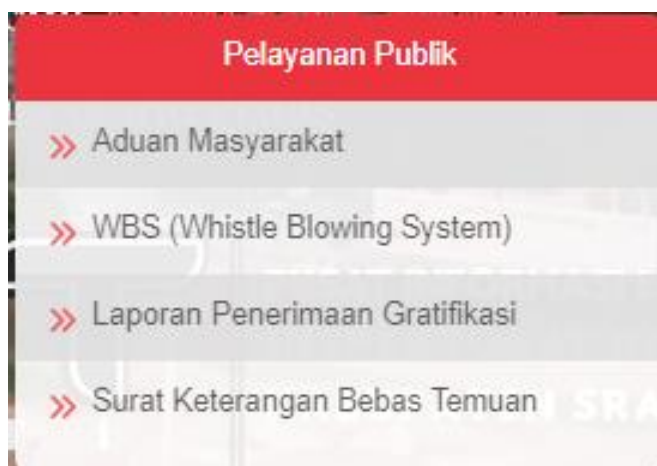 Pelayanan Publik
Aduan Masyarakat
WBS (Whistle Blowing System)
Laporan Penerimaan Gratifikasi
Surat Keterangan Bebas Temuan